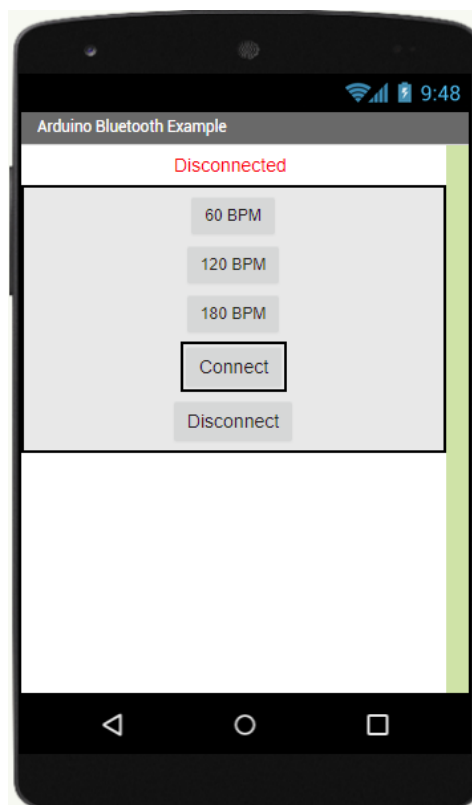 9:48
Arduino Bluetooth Example
Disconnected
60 BPM
120 BPM
180 BPM
Connect
Disconnect